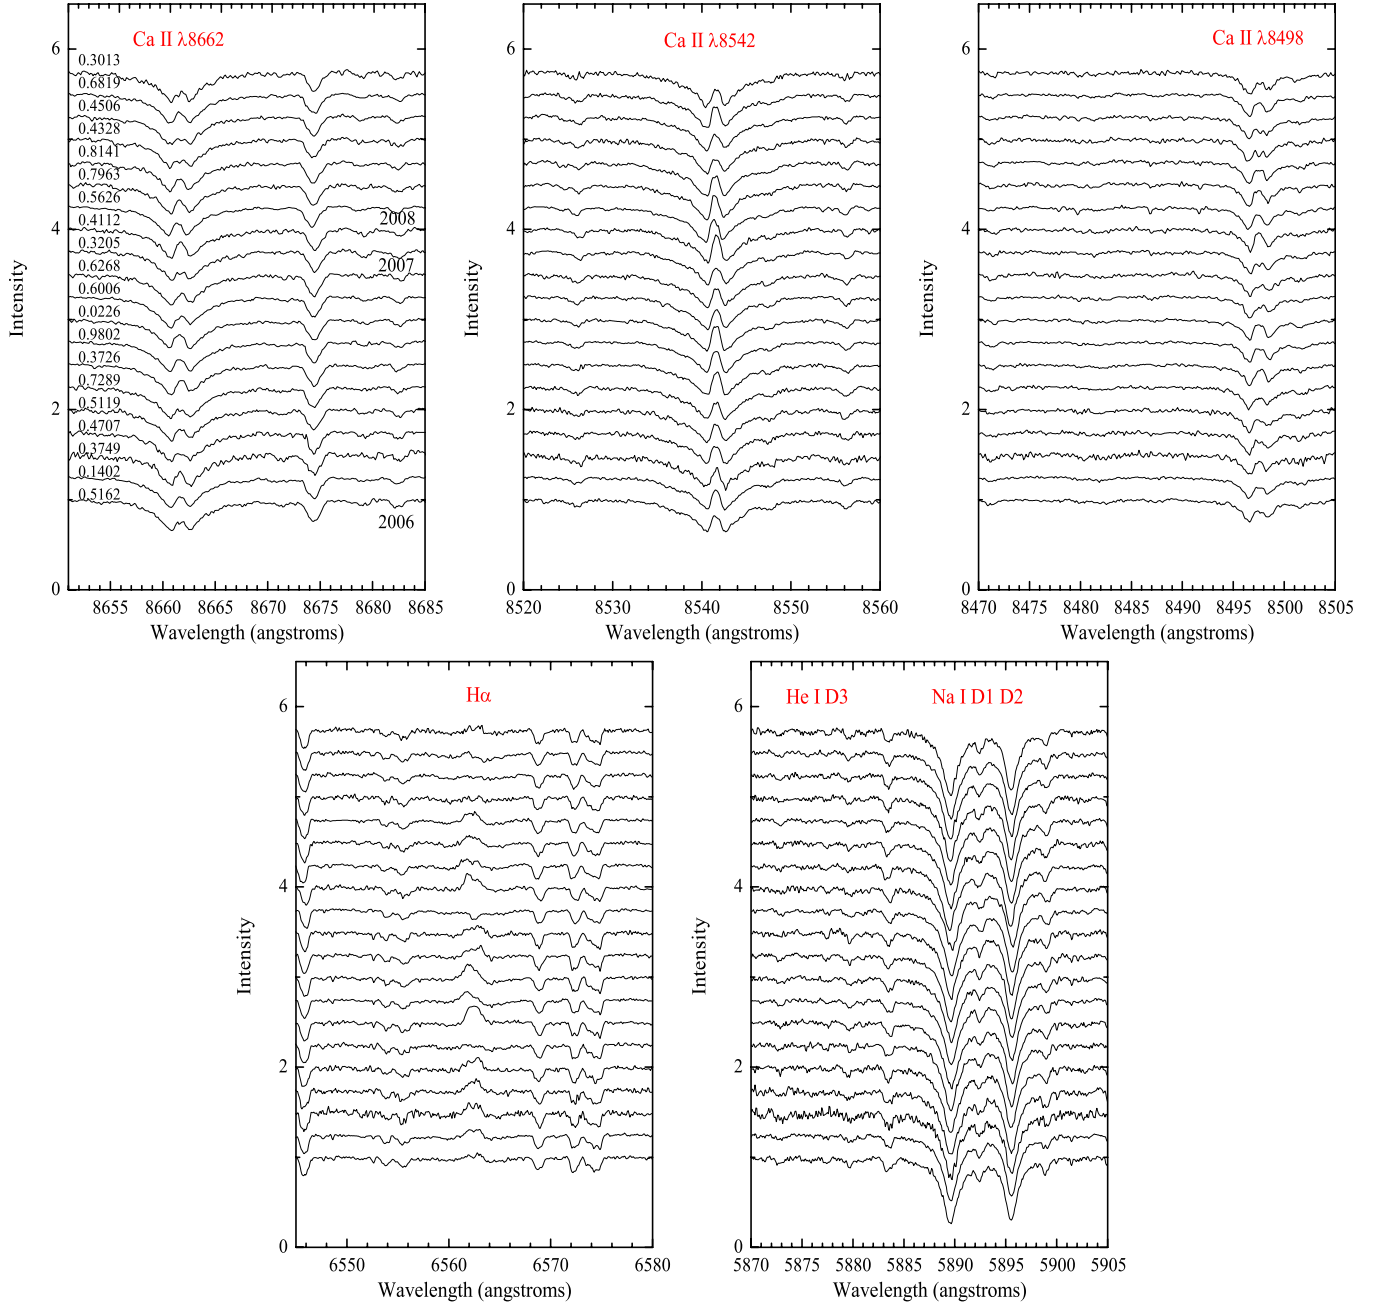 Ca II λ8662
6
4
2
0
0.3013
0.6819
0.4506
0.4328
0.8141
0.7963
0.5626
0.4112
0.3205
0.6268
0.6006
0.0226
0.9802
0.3726
0.7289
0.5119
0.4707
0.3749
0.1402
0.5162
2008
2007
2006
Intensity
8655 8660 8665 8670 8675 8680 8685
Wavelength (angstroms)
Ca II λ8542
6
4
2
0
Intensity
8520 8530 8540 8550 8560
Wavelength (angstroms)
Ca II λ8498
6
4
2
0
Intensity
8470 8475 8480 8485 8490 8495 8500 8505
Wavelength (angstroms)
Hα
6
4
2
0
Intensity
6550 6560 6570 6580
Wavelength (angstroms)
He I D3 Na I D1 D2
6
4
2
0
Intensity
5870 5875 5880 5885 5890 5895 5900 5905
Wavelength (angstroms)